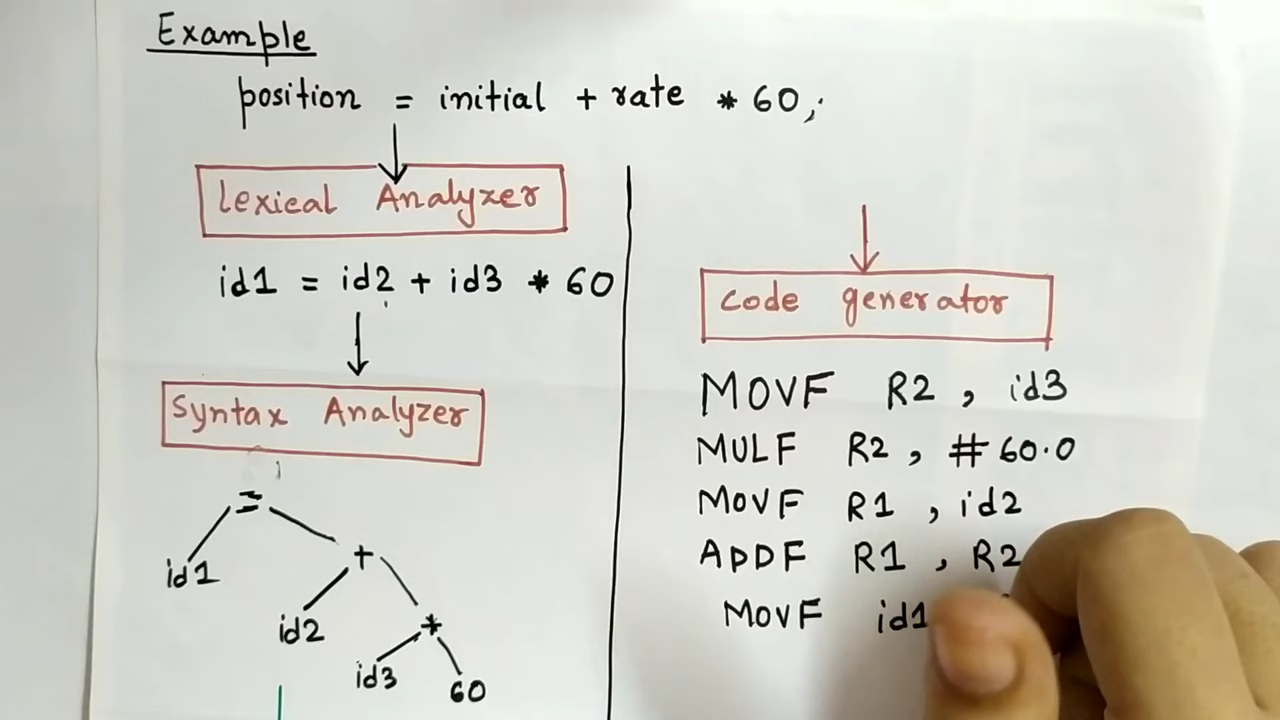 Example
position = initial + rate * 60;
Lexical Analyzer
id1 = id2 + id3 * 60
Syntax Analyzer
=
id1
+
id2
*
id3
60
Code generator
MOVF R2, id3
MULF R2, #60.0
MOVF R1, id2
ADDF R1, R2
MOVF id1